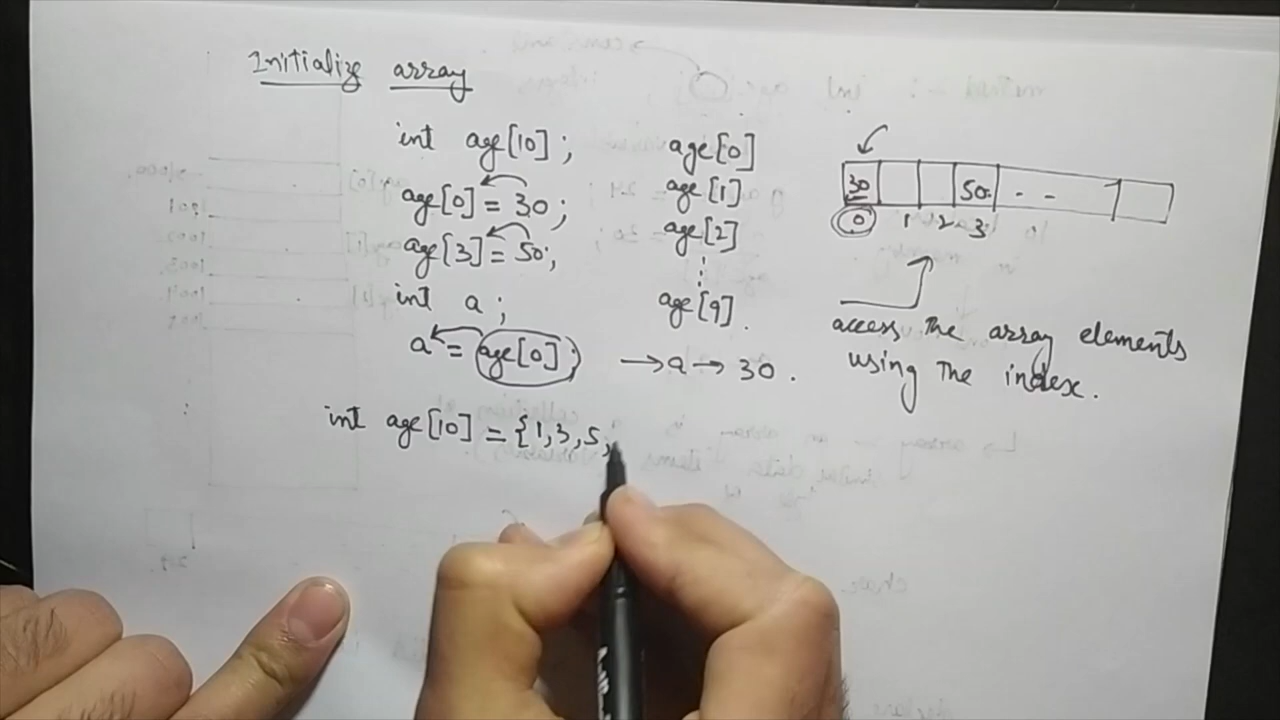 Initialize array
int age[10];
age[0] = 30;
age[3] = 50;
int a;
a = age[0];
→ a → 30.
int age[10] = {1,3,5,
age[0]
age[1]
age[2]
age[9].
30 50 - -
0 1 2 3
access the array elements
using the index.